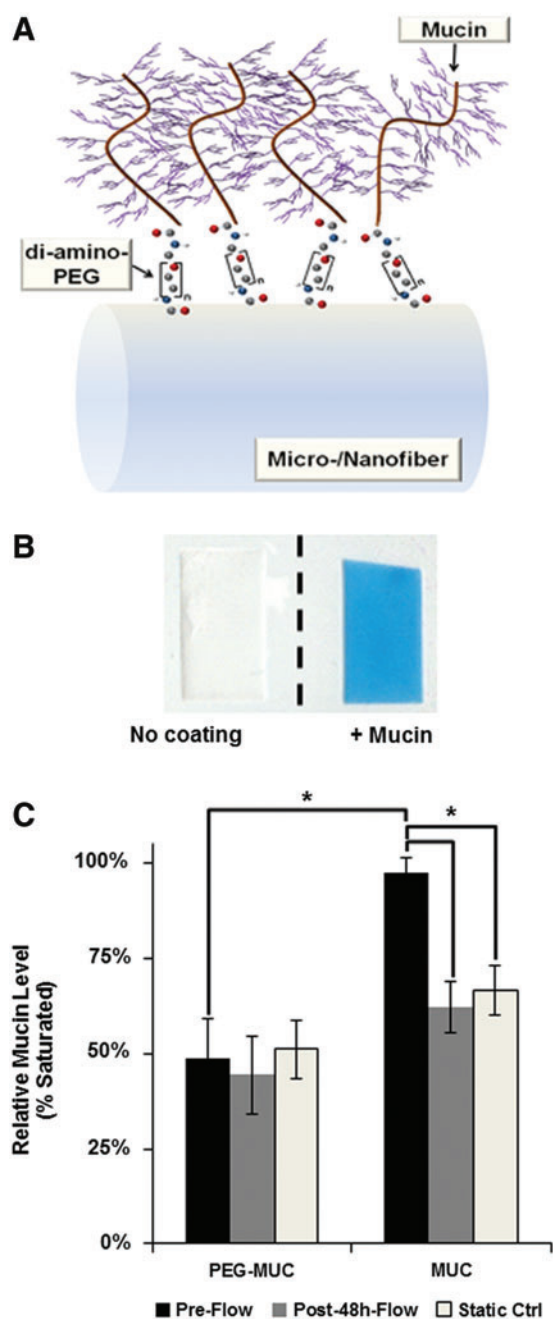 A
Mucin
di-amino-
PEG
n
n
n
n
Micro-/Nanofiber
B
No coating
+ Mucin
C
*
*
Relative Mucin Level
(% Saturated)
100%
75%
50%
25%
0%
PEG-MUC
MUC
Pre-Flow
Post-48h-Flow
Static Ctrl